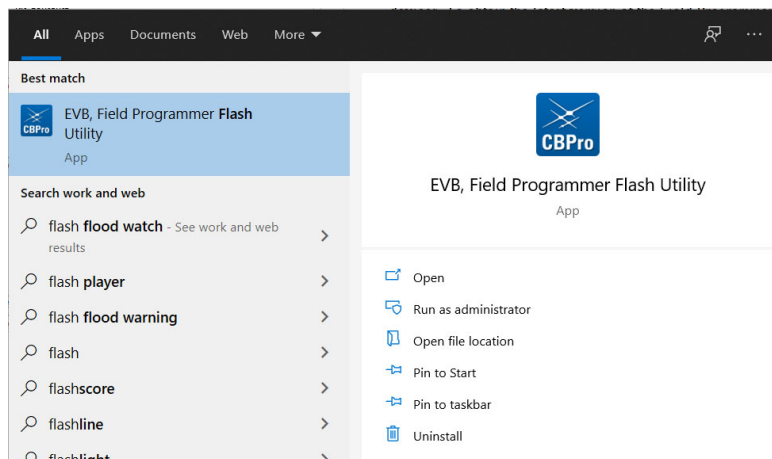 All Apps Documents Web More
Best match
CBPro
EVB, Field Programmer Flash
Utility
App
Search work and web
flash flood watch - See work and web
results
flash player
flash flood warning
flash
flashscore
flashline
flashlight
CBPro
EVB, Field Programmer Flash Utility
App
Open
Run as administrator
Open file location
Pin to Start
Pin to taskbar
Uninstall